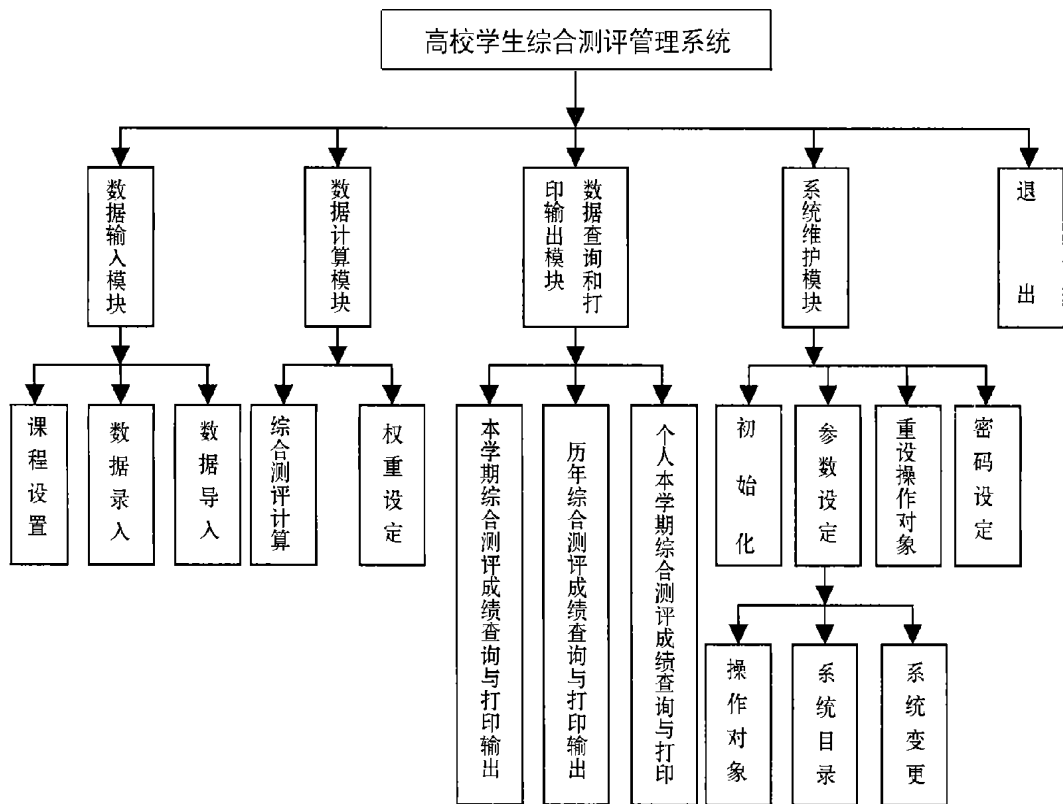 高校学生综合测评管理系统
数据输入模块
数据计算模块
数据查询和打
印输出模块
系统维护模块
退出
课程设置
数据录入
数据导入
综合测评计算
权重设定
本学期综合测评成绩查询与打印输出
历年综合测评成绩查询与打印输出
个人本学期综合测评成绩查询与打印
初始化
参数设定
重设操作对象
密码设定
操作对象
系统目录
系统变更